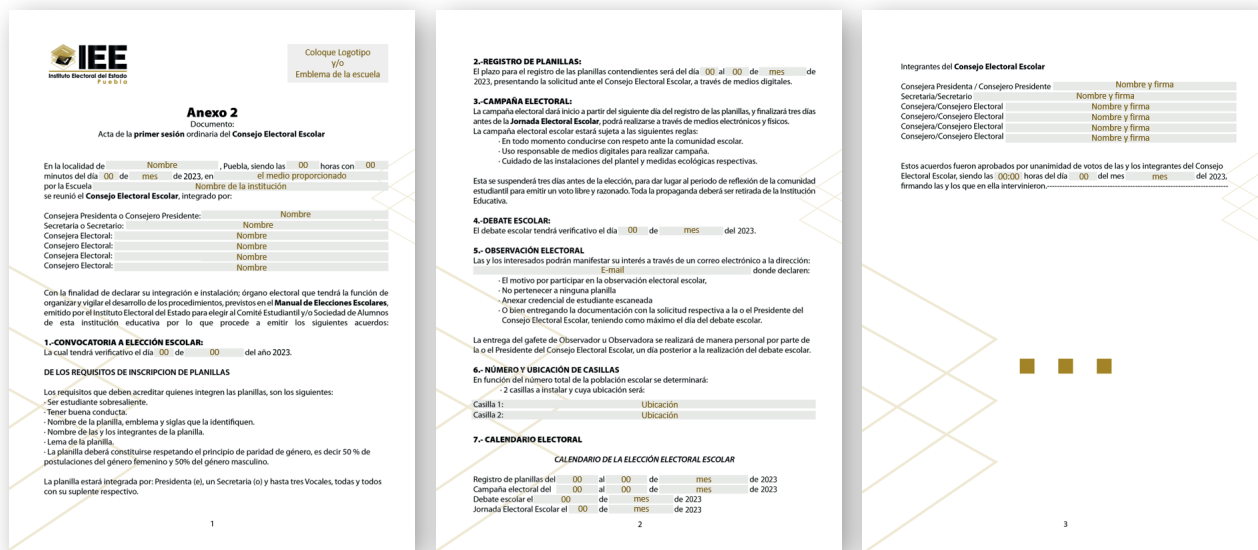 IEE
Instituto Electoral del Estado
Puebla
Coloque Logotipo
y/o
Emblema de la escuela
Anexo 2
Documento:
Acta de la primer sesión ordinaria del Consejo Electoral Escolar
En la localidad de Nombre , Puebla, siendo las 00 horas con 00
minutos del día 00 de mes de 2023, en el medio proporcionado
por la Escuela Nombre de la institución
se reunió el Consejo Electoral Escolar, integrado por:
Consejera Presidenta o Consejero Presidente: Nombre
Secretaria o Secretario: Nombre
Consejera Electoral: Nombre
Consejero Electoral: Nombre
Consejera Electoral: Nombre
Consejero Electoral: Nombre
Con la finalidad de declarar su integración e instalación; órgano electoral que tendrá la función de
organizar y vigilar el desarrollo de los procedimientos, previstos en el Manual de Elecciones Escolares,
emitido por el Instituto Electoral del Estado para elegir al Comité Estudiantil y/o Sociedad de Alumnos
de esta institución educativa por lo que procede a emitir los siguientes acuerdos:
1.-CONVOCATORIA A ELECCIÓN ESCOLAR:
La cual tendrá verificativo el día 00 de 00 del año 2023.
DE LOS REQUISITOS DE INSCRIPCION DE PLANILLAS
Los requisitos que deben acreditar quienes integren las planillas, son los siguientes:
· Ser estudiante sobresaliente.
· Tener buena conducta.
· Nombre de la planilla, emblema y siglas que la identifiquen.
· Nombre de las y los integrantes de la planilla.
· Lema de la planilla.
· La planilla deberá constituirse respetando el principio de paridad de género, es decir 50 % de
postulaciones del género femenino y 50% del género masculino.
La planilla estará integrada por: Presidenta (e), un Secretaria (o) y hasta tres Vocales, todas y todos
con su suplente respectivo.
1
2.-REGISTRO DE PLANILLAS:
El plazo para el registro de las planillas contendientes será del día 00 al 00 de mes de
2023, presentando la solicitud ante el Consejo Electoral Escolar, a través de medios digitales.
3.-CAMPAÑA ELECTORAL:
La campaña electoral dará inicio a partir del siguiente día del registro de las planillas, y finalizará tres días
antes de la Jornada Electoral Escolar, podrá realizarse a través de medios electrónicos y físicos.
La campaña electoral escolar estará sujeta a las siguientes reglas:
· En todo momento conducirse con respeto ante la comunidad escolar.
· Uso responsable de medios digitales para realizar campaña.
· Cuidado de las instalaciones del plantel y medidas ecológicas respectivas.
Esta se suspenderá tres días antes de la elección, para dar lugar al periodo de reflexión de la comunidad
estudiantil para emitir un voto libre y razonado. Toda la propaganda deberá ser retirada de la Institución
Educativa.
4.-DEBATE ESCOLAR:
El debate escolar tendrá verificativo el día 00 de mes del 2023.
5.- OBSERVACIÓN ELECTORAL
Las y los interesados podrán manifestar su interés a través de un correo electrónico a la dirección:
E-mail donde declaren:
· El motivo por participar en la observación electoral escolar,
· No pertenecer a ninguna planilla
· Anexar credencial de estudiante escaneada
· O bien entregando la documentación con la solicitud respectiva a la o el Presidente del
Consejo Electoral Escolar, teniendo como máximo el día del debate escolar.
La entrega del gafete de Observador u Observadora se realizará de manera personal por parte de
la o el Presidente del Consejo Electoral Escolar, un día posterior a la realización del debate escolar.
6.- NÚMERO Y UBICACIÓN DE CASILLAS
En función del número total de la población escolar se determinará:
- 2 casillas a instalar y cuya ubicación será:
Casilla 1: Ubicación
Casilla 2: Ubicación
7.- CALENDARIO ELECTORAL
CALENDARIO DE LA ELECCIÓN ELECTORAL ESCOLAR
Registro de planillas del 00 al 00 de mes de 2023
Campaña electoral del 00 al 00 de mes de 2023
Debate escolar el 00 de mes de 2023
Jornada Electoral Escolar el 00 de mes de 2023
2
Integrantes del Consejo Electoral Escolar
Consejera Presidenta / Consejero Presidente Nombre y firma
Secretaria/Secretario Nombre y firma
Consejera/Consejero Electoral Nombre y firma
Consejera/Consejero Electoral Nombre y firma
Consejera/Consejero Electoral Nombre y firma
Consejera/Consejero Electoral Nombre y firma
Estos acuerdos fueron aprobados por unanimidad de votos de las y los integrantes del Consejo
Electoral Escolar, siendo las 00:00 horas del día 00 del mes mes del 2023,
firmando las y los que en ella intervinieron.------------------------------------------------
3